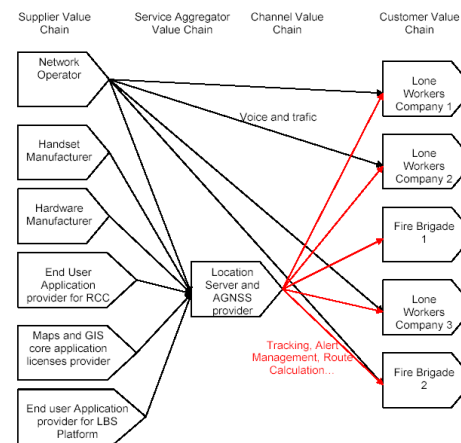 Supplier Value
Chain
Service Aggregator
Value Chain
Channel Value
Chain
Customer Value
Chain
Network
Operator
Handset
Manufacturer
Hardware
Manufacturer
End User
Application
provider for RCC
Maps and GIS
core application
licenses provider
End user Application
provider for LBS
Platform
Location
Server and
AGNSS
provider
Voice and trafic
Tracking, Alert
Management, Route
Calculation...
Lone
Workers
Company 1
Lone
Workers
Company 2
Fire Brigade
1
Lone
Workers
Company 3
Fire Brigade
2